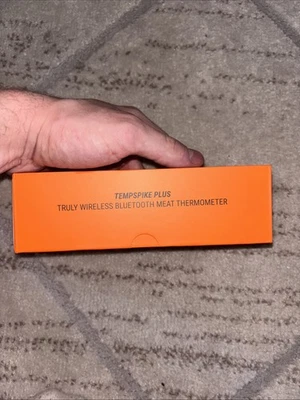 TEMPSPIKE PLUS
TRULY WIRELESS BLUETOOTH MEAT THERMOMETER